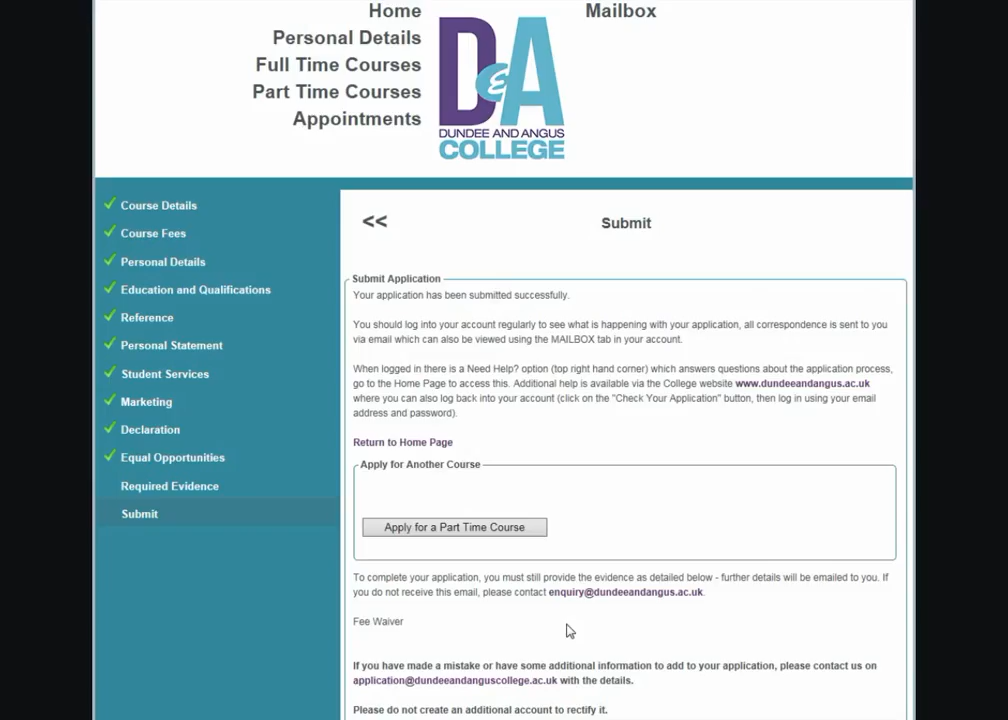 Home
Mailbox
Personal Details
Full Time Courses
Part Time Courses
Appointments
D&A
DUNDEE AND ANGUS
COLLEGE
Course Details
Course Fees
Personal Details
Education and Qualifications
Reference
Personal Statement
Student Services
Marketing
Declaration
Equal Opportunities
Required Evidence
Submit
<<
Submit
Submit Application
Your application has been submitted successfully.
You should log into your account regularly to see what is happening with your application, all correspondence is sent to you
via email which can also be viewed using the MAILBOX tab in your account.
When logged in there is a Need Help? option (top right hand corner) which answers questions about the application process,
go to the Home Page to access this. Additional help is available via the College website www.dundeeandangus.ac.uk
where you can also log back into your account (click on the "Check Your Application" button, then log in using your email
address and password).
Return to Home Page
Apply for Another Course
Apply for a Part Time Course
To complete your application, you must still provide the evidence as detailed below - further details will be emailed to you. If
you do not receive this email, please contact enquiry@dundeeandangus.ac.uk.
Fee Waiver
If you have made a mistake or have some additional information to add to your application, please contact us on
application@dundeeandanguscollege.ac.uk with the details.
Please do not create an additional account to rectify it.